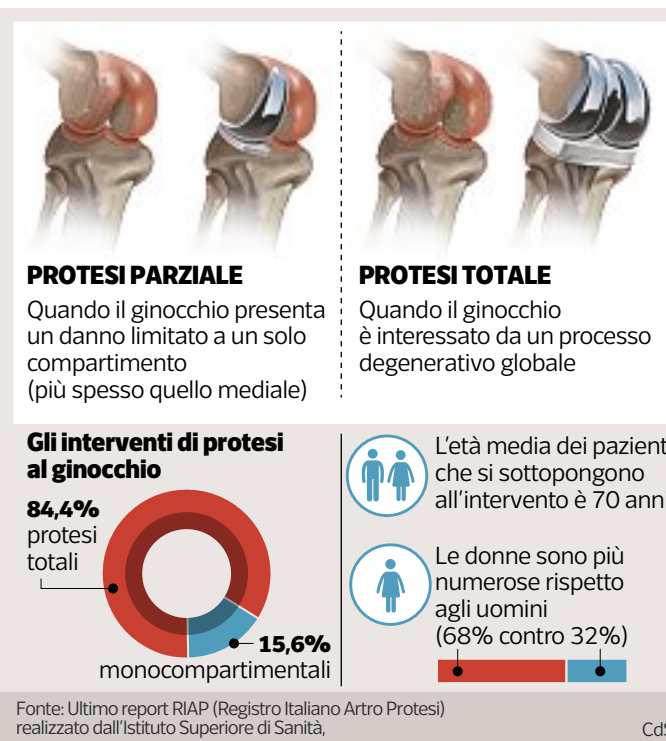 PROTESI PARZIALE
Quando il ginocchio presenta
un danno limitato a un solo
compartimento
(più spesso quello mediale)
PROTESI TOTALE
Quando il ginocchio
è interessato da un processo
degenerativo globale
Gli interventi di protesi
al ginocchio
84,4%
protesi
totali
15,6%
monocompartimentali
L'età media dei pazient
che si sottopongono
all'intervento è 70 ann
Le donne sono più
numerose rispetto
agli uomini
(68% contro 32%)
Fonte: Ultimo report RIAP (Registro Italiano Artro Protesi)
realizzato dall'Istituto Superiore di Sanità,
CdS